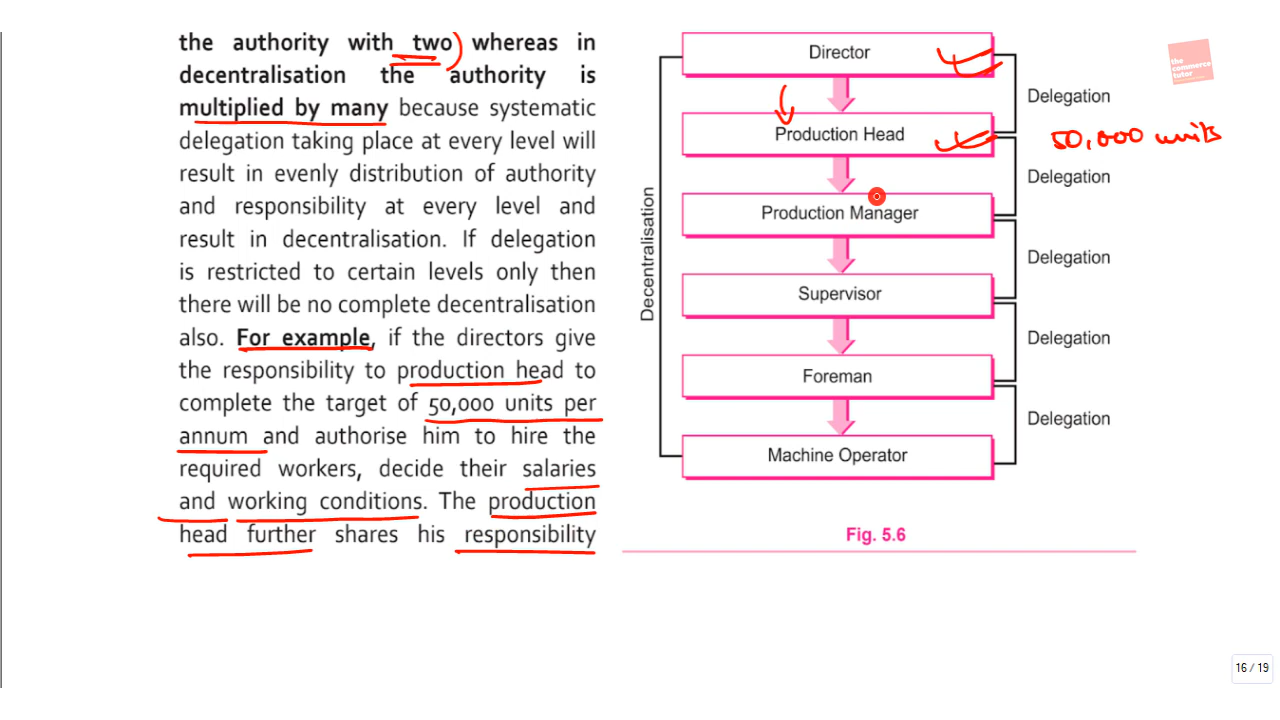 the authority with two) whereas in
decentralisation the authority is
multiplied by many because systematic
delegation taking place at every level will
result in evenly distribution of authority
and responsibility at every level and
result in decentralisation. If delegation
is restricted to certain levels only then
there will be no complete decentralisation
also. For example, if the directors give
the responsibility to production head to
complete the target of 50,000 units per
annum and authorise him to hire the
required workers, decide their salaries
and working conditions. The production
head further shares his responsibility
Decentralisation
Director
Delegation
Production Head
50,000 units
Delegation
Production Manager
Delegation
Supervisor
Delegation
Foreman
Delegation
Machine Operator
Fig. 5.6
the
commerce
tutor
16 / 19